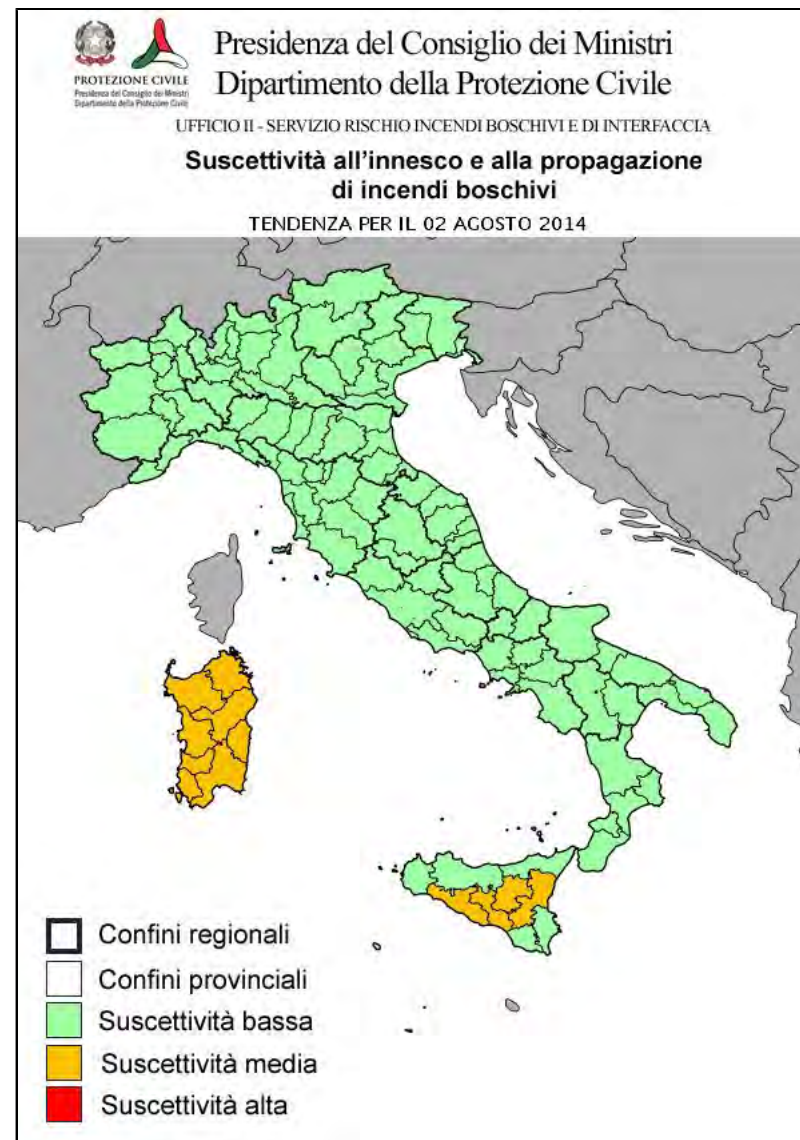 Presidenza del Consiglio dei Ministri
Dipartimento della Protezione Civile
PROTEZIONE CIVILE
Presidenza del Consiglio dei Ministri
Dipartimento della Protezione Civile
UFFICIO II - SERVIZIO RISCHIO INCENDI BOSCHIVI E DI INTERFACCIA
Suscettività all'innesco e alla propagazione
di incendi boschivi
TENDENZA PER IL 02 AGOSTO 2014
Confini regionali
Confini provinciali
Suscettività bassa
Suscettività media
Suscettività alta